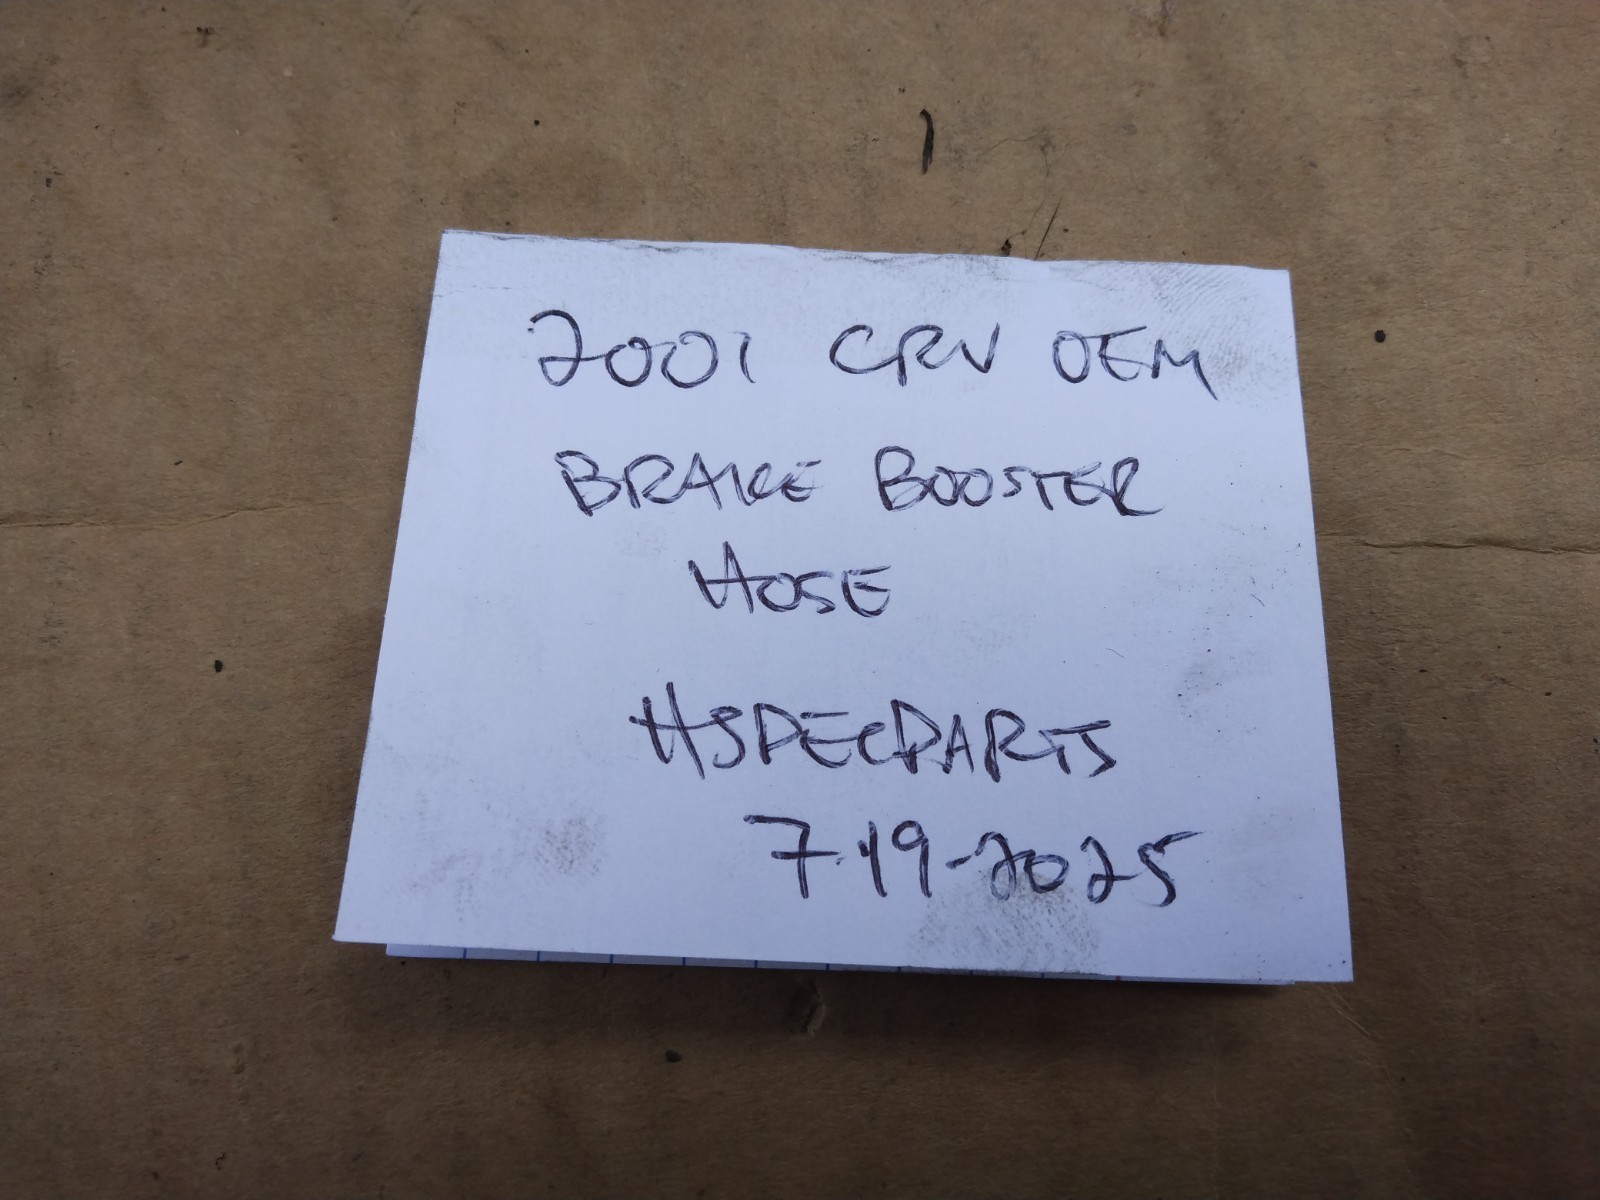 2001 CRV OEM
BRAKE BOOSTER
HOSE
HSPECPARTS
7-19-2025